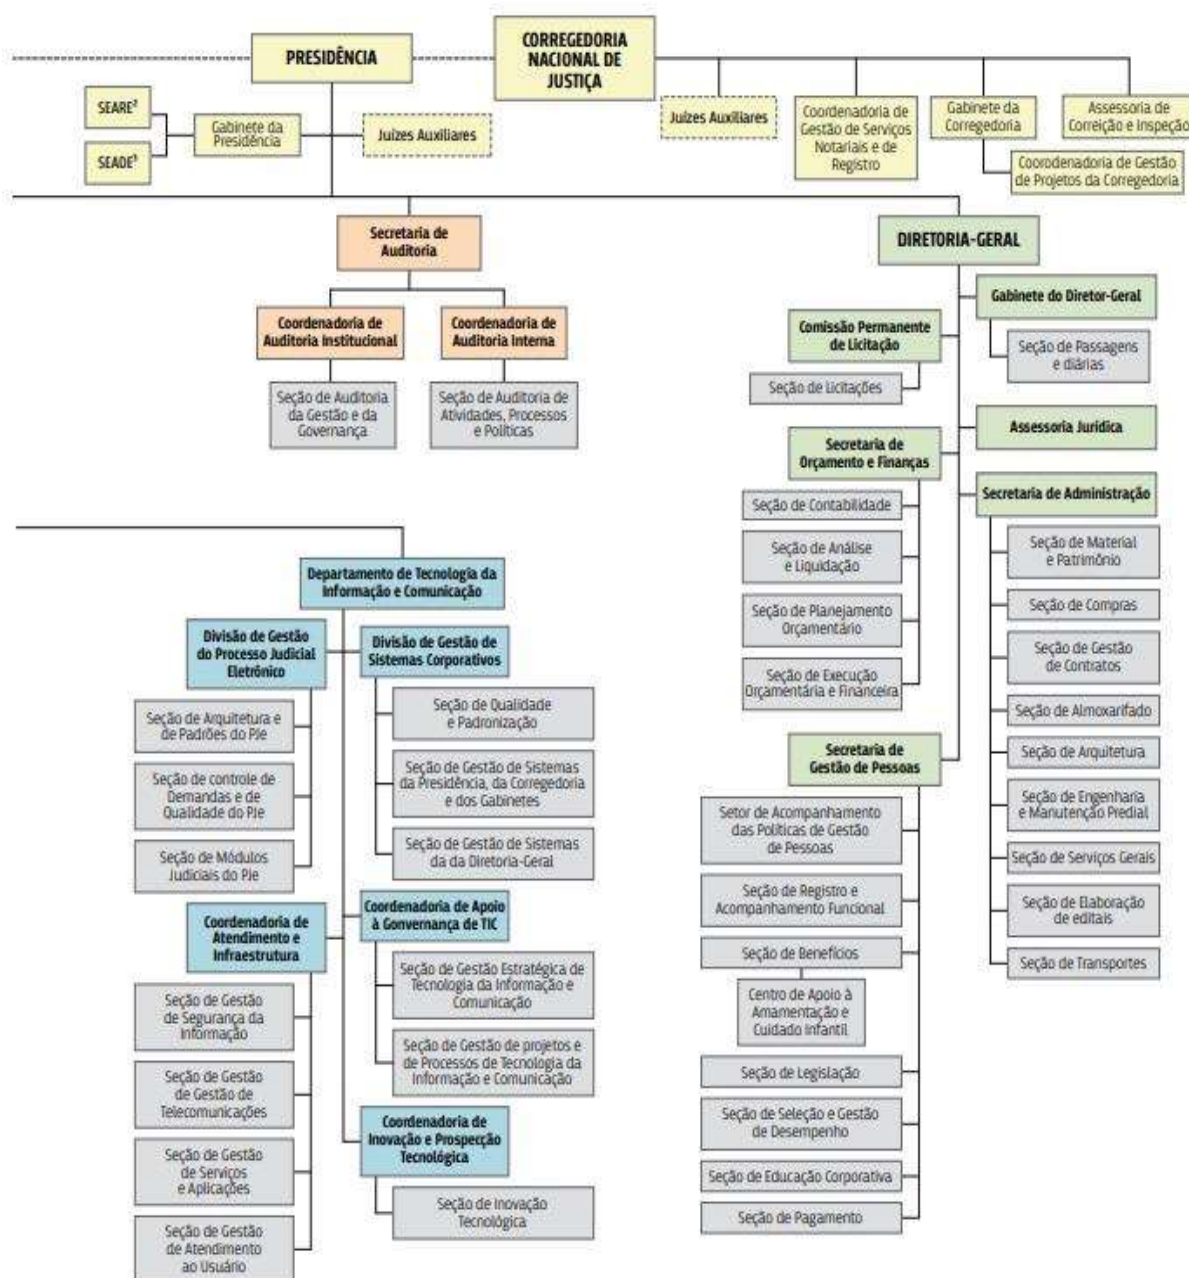 PRESIDÊNCIA
CORREGEDORIA
NACIONAL DE
JUSTIÇA
SEARE²
SEADE¹
Gabinete da
Presidência
Juízes Auxiliares
Juízes Auxiliares
Coordenadoria de
Gestão de Serviços
Notariais e de
Registro
Gabinete da
Corregedoria
Assessoria de
Correição e Inspeção
Coorodenadoria de Gestão
de Projetos da Corregedoria
Secretaria de
Auditoria
Coordenadoria de
Auditoria Institucional
Seção de Auditoria
da Gestão e da
Governança
Coordenadoria de
Auditoria Interna
Seção de Auditoria de
Atividades, Processos
e Políticas
DIRETORIA-GERAL
Gabinete do Diretor-Geral
Seção de Passagens
e diárias
Comissão Permanente
de Licitação
Seção de Licitações
Assessoria Jurídica
Secretaria de
Orçamento e Finanças
Seção de Contabilidade
Seção de Análise
e Liquidação
Seção de Planejamento
Orçamentário
Seção de Execução
Orçamentária e Financeira
Secretaria de Administração
Seção de Material
e Patrimônio
Seção de Compras
Seção de Gestão
de Contratos
Seção de Almoxarifado
Seção de Arquitetura
Seção de Engenharia
e Manutenção Predial
Seção de Serviços Gerais
Seção de Elaboração
de editais
Seção de Transportes
Secretaria de
Gestão de Pessoas
Setor de Acompanhamento
das Políticas de Gestão
de Pessoas
Seção de Registro e
Acompanhamento Funcional
Seção de Benefícios
Centro de Apoio à
Amamentação e
Cuidado Infantil
Seção de Legislação
Seção de Seleção e Gestão
de Desempenho
Seção de Educação Corporativa
Seção de Pagamento
Departamento de Tecnologia da
Informação e Comunicação
Divisão de Gestão
do Processo Judicial
Eletrônico
Seção de Arquitetura e
de Padrões do PJe
Seção de controle de
Demandas e de
Qualidade do PJe
Seção de Módulos
Judiciais do PJe
Divisão de Gestão de
Sistemas Corporativos
Seção de Qualidade
e Padronização
Seção de Gestão de Sistemas
da Presidência, da Corregedoria
e dos Gabinetes
Seção de Gestão de Sistemas
da da Diretoria-Geral
Coordenadoria de
Atendimento e
Infraestrutura
Seção de Gestão
de Segurança da
Informação
Seção de Gestão
de Gestão de
Telecomunicações
Seção de Gestão
de Serviços
e Aplicações
Seção de Gestão
de Atendimento
ao Usuário
Coordenadoria de Apoio
à Gonvernança de TIC
Seção de Gestão Estratégica de
Tecnologia da Informação e
Comunicação
Seção de Gestão de projetos e
de Processos de Tecnologia da
Informação e Comunicação
Coordenadoria de
Inovação e Prospecção
Tecnológica
Seção de Inovação
Tecnológica